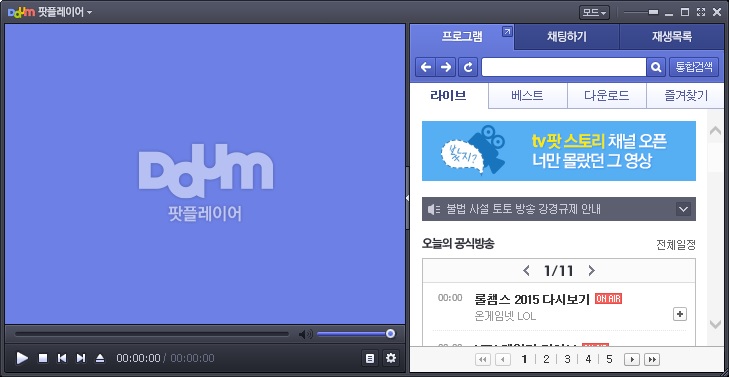 Daum 팟플레이어
모드
프로그램
채팅하기
재생목록
통합검색
라이브
베스트
다운로드
즐겨찾기
Daum
팟플레이어
봤지?
tv팟 스토리 채널 오픈
너만 몰랐던 그 영상
불법 사설 토토 방송 강경규제 안내
오늘의 공식방송
전체일정
1/11
00:00
롤챔스 2015 다시보기 ON AIR
온게임넷 LOL
00:00:00 / 00:00:00
1 2 3 4 5